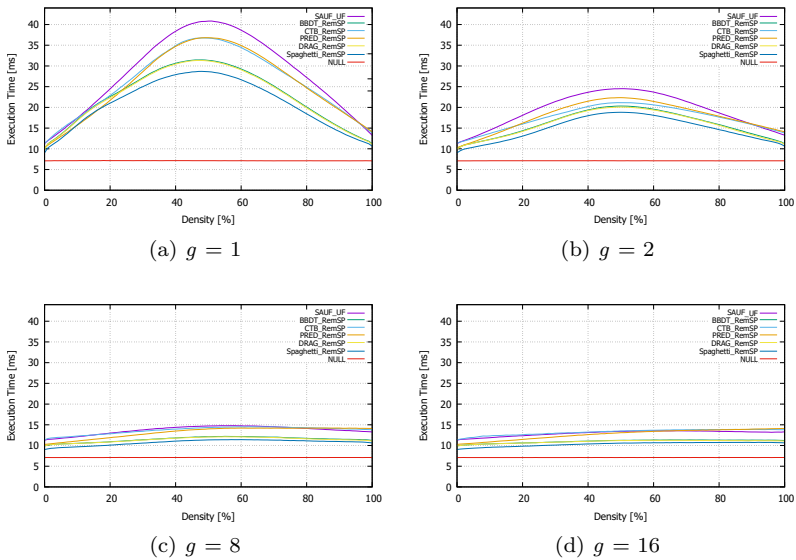 40
35
30
25
20
15
10
5
0
Execution Time [ms]
0 20 40 60 80 100
Density [%]
SAUF_UF
BBDT_RemSP
CTB_RemSP
PRED_RemSP
DRAG_RemSP
Spaghetti_RemSP
NULL
(a) g = 1
40
35
30
25
20
15
10
5
0
Execution Time [ms]
0 20 40 60 80 100
Density [%]
SAUF_UF
BBDT_RemSP
CTB_RemSP
PRED_RemSP
DRAG_RemSP
Spaghetti_RemSP
NULL
(b) g = 2
40
35
30
25
20
15
10
5
0
Execution Time [ms]
0 20 40 60 80 100
Density [%]
SAUF_UF
BBDT_RemSP
CTB_RemSP
PRED_RemSP
DRAG_RemSP
Spaghetti_RemSP
NULL
(c) g = 8
40
35
30
25
20
15
10
5
0
Execution Time [ms]
0 20 40 60 80 100
Density [%]
SAUF_UF
BBDT_RemSP
CTB_RemSP
PRED_RemSP
DRAG_RemSP
Spaghetti_RemSP
NULL
(d) g = 16